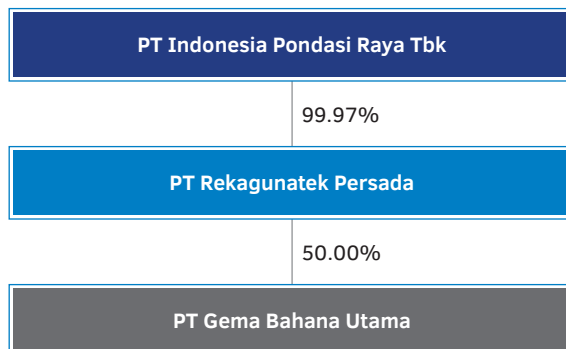 PT Indonesia Pondasi Raya Tbk
99.97%
PT Rekagunatek Persada
50.00%
PT Gema Bahana Utama